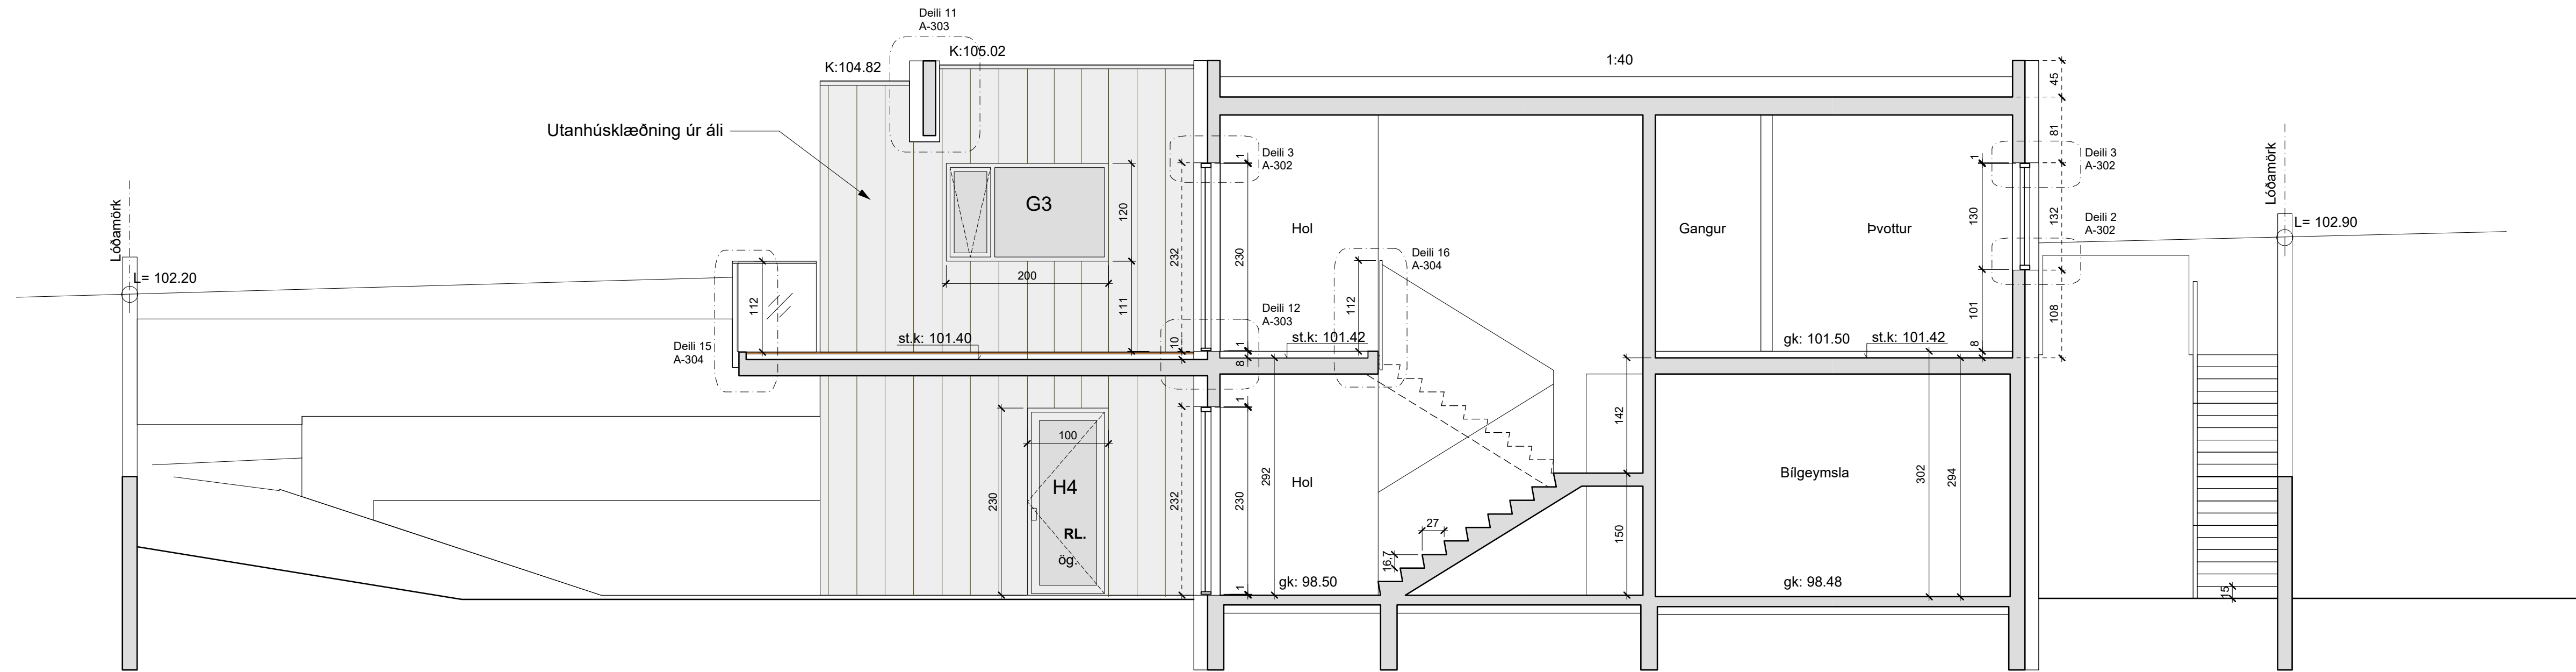 Deili 11
A-303
K:105.02
K:104.82
1:40
45
Utanhúsklæðning úr áli
81
Deili 3
A-302
1
Deili 3
A-302
1
Lóðamörk
Lóðamörk
G3
120
232
230
Hol
Gangur
Þvottur
130
132
Deili 2
A-302
L= 102.90
L= 102.20
200
111
112
Deili 16
A-304
112
101
108
Deili 12
A-303
st.k: 101.40
10
1
8
st.k: 101.42
gk: 101.50
st.k: 101.42
8
Deili 15
A-304
1
142
100
230
H4
RL.
ög.
232
230
292
Hol
27
16,7
150
Bílgeymsla
302
294
1
gk: 98.50
gk: 98.48
15